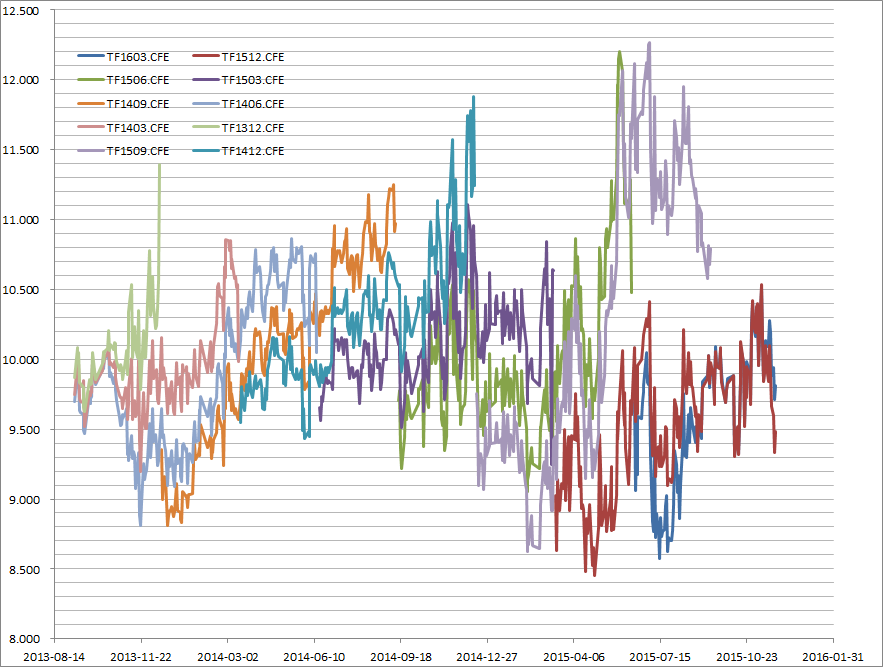 12.500
TF1603.CFE TF1512.CFE
12.000
TF1506.CFE TF1503.CFE
TF1409.CFE TF1406.CFE
TF1403.CFE TF1312.CFE
11.500
TF1509.CFE TF1412.CFE
11.000
10.500
10.000
9.500
9.000
8.500
8.000
2013-08-14 2013-11-22 2014-03-02 2014-06-10 2014-09-18 2014-12-27 2015-04-06 2015-07-15 2015-10-23 2016-01-31